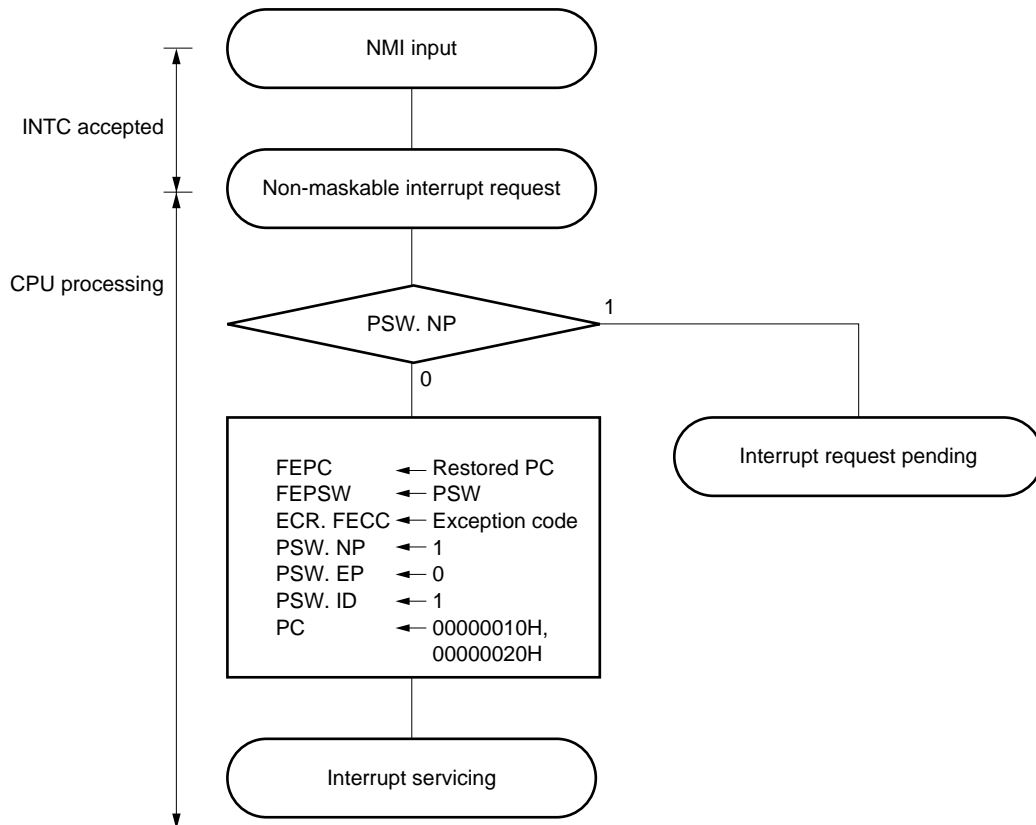 NMI input
INTC accepted
Non-maskable interrupt request
CPU processing
PSW. NP
1
0
FEPC ← Restored PC
FEPSW ← PSW
ECR. FECC ← Exception code
PSW. NP ← 1
PSW. EP ← 0
PSW. ID ← 1
PC ← 00000010H,
00000020H
Interrupt request pending
Interrupt servicing